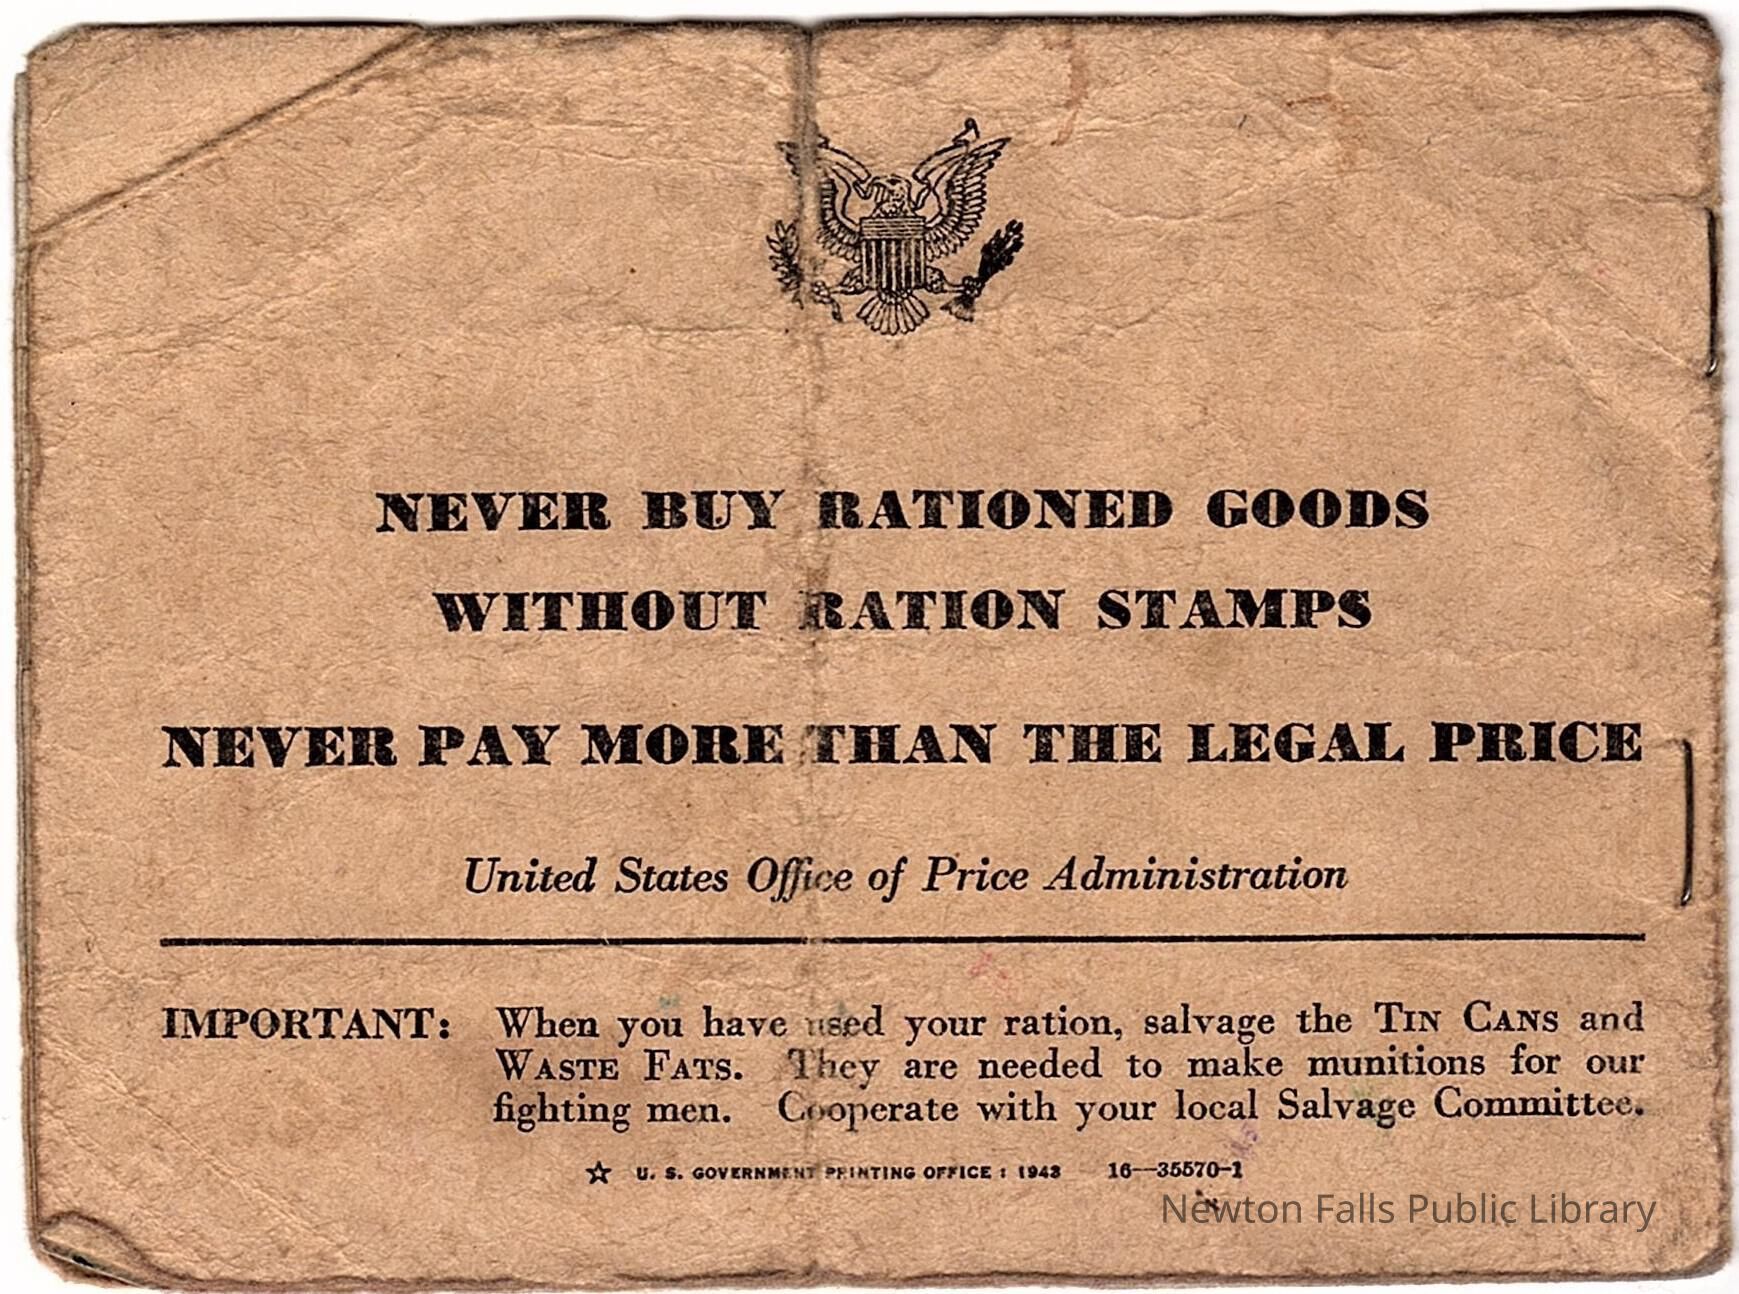 NEVER BUY RATIONED GOODS
WITHOUT RATION STAMPS
NEVER PAY MORE THAN THE LEGAL PRICE
United States Office of Price Administration
IMPORTANT: When you have used your ration, salvage the TIN CANS and
WASTE FATS. They are needed to make munitions for our
fighting men. Cooperate with your local Salvage Committee.
☆ U. S. GOVERNMENT PRINTING OFFICE : 1943 16—35570-1
Newton Falls Public Library